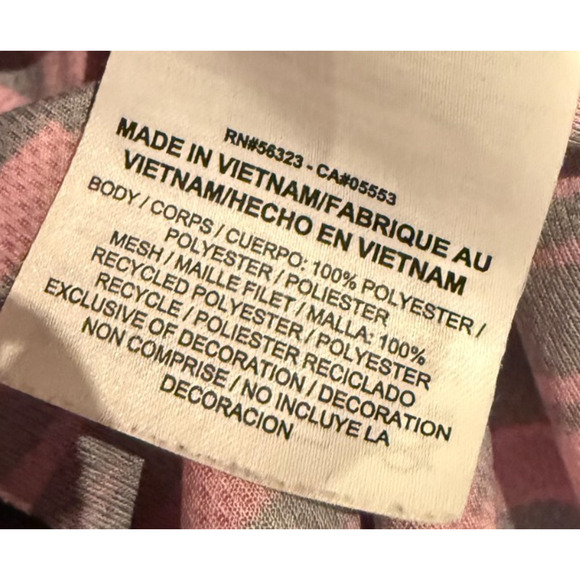 RN#56323 - CA#05553
MADE IN VIETNAM/FABRIQUE AU
VIETNAM/HECHO EN VIETNAM
BODY / CORPS / CUERPO: 100% POLYESTER /
POLYESTER / POLIESTER
MESH / MAILLE FILET / MALLA: 100%
RECYCLED POLYESTER / POLYESTER
RECYCLE / POLIESTER RECICLADO
EXCLUSIVE OF DECORATION / DECORATION
NON COMPRISE / NO INCLUYE LA
DECORACION